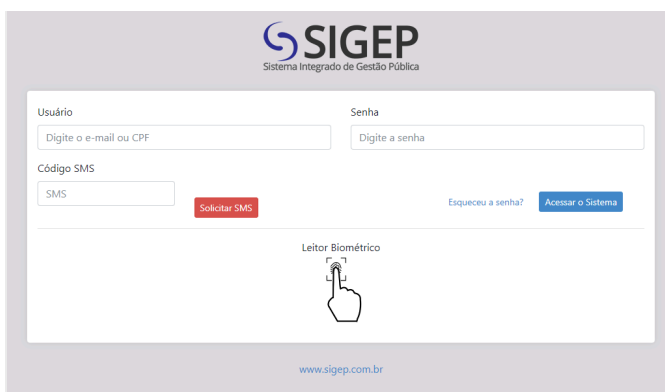 SIGEP
Sistema Integrado de Gestão Pública
Usuário
Senha
Digite o e-mail ou CPF
Digite a senha
Código SMS
SMS
Solicitar SMS
Esqueceu a senha?
Acessar o Sistema
Leitor Biométrico
www.sigep.com.br